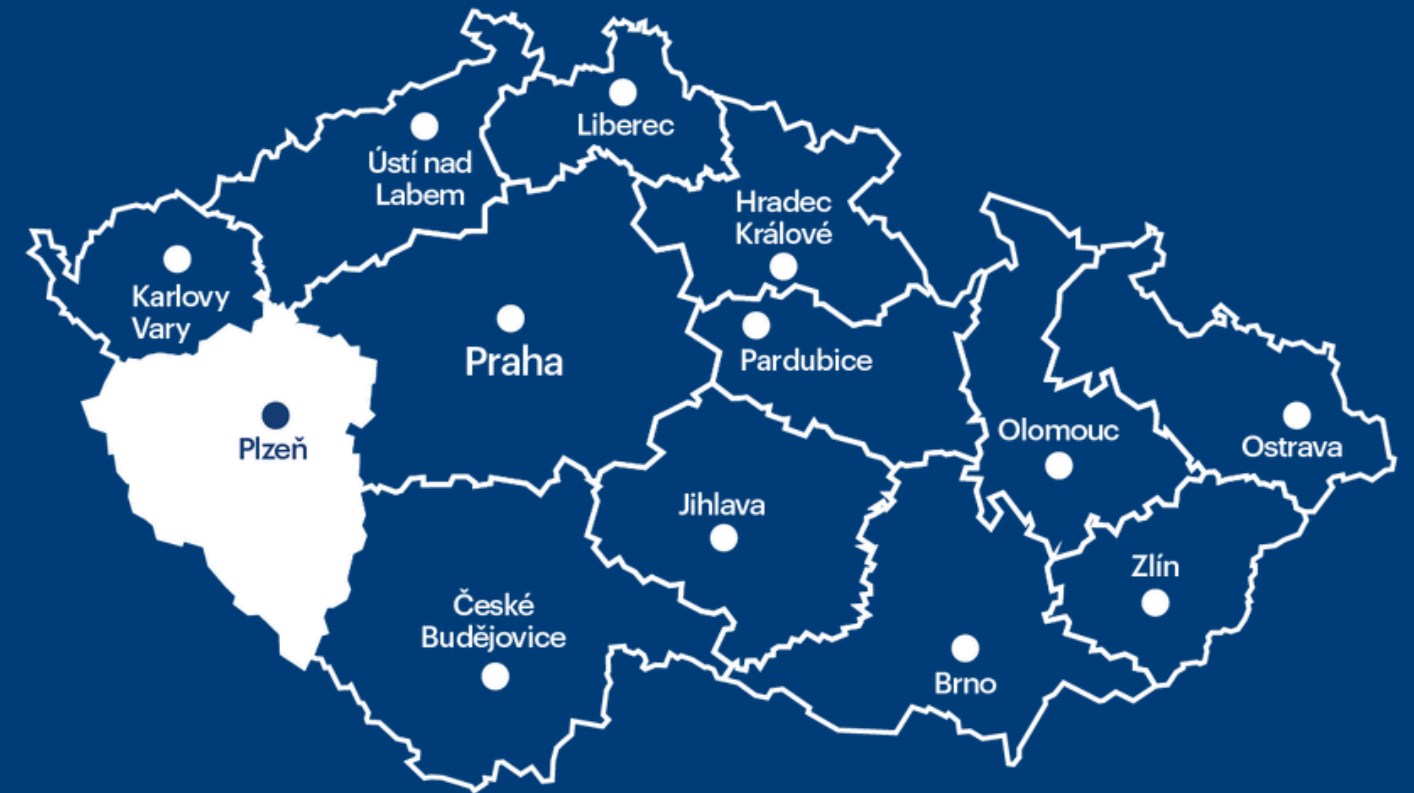 Liberec
Ústí nad
Labem
Hradec
Králové
Karlovy
Vary
Praha
Pardubice
Plzeň
Olomouc
Ostrava
Jihlava
Zlín
České
Budějovice
Brno